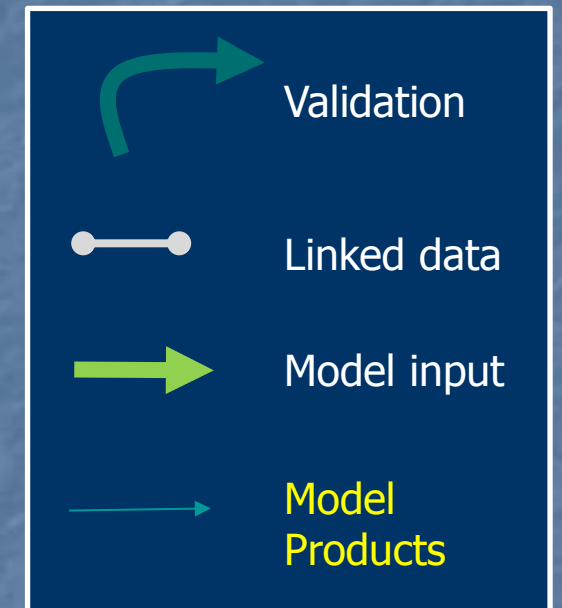 Validation
Linked data
Model input
Model
Products